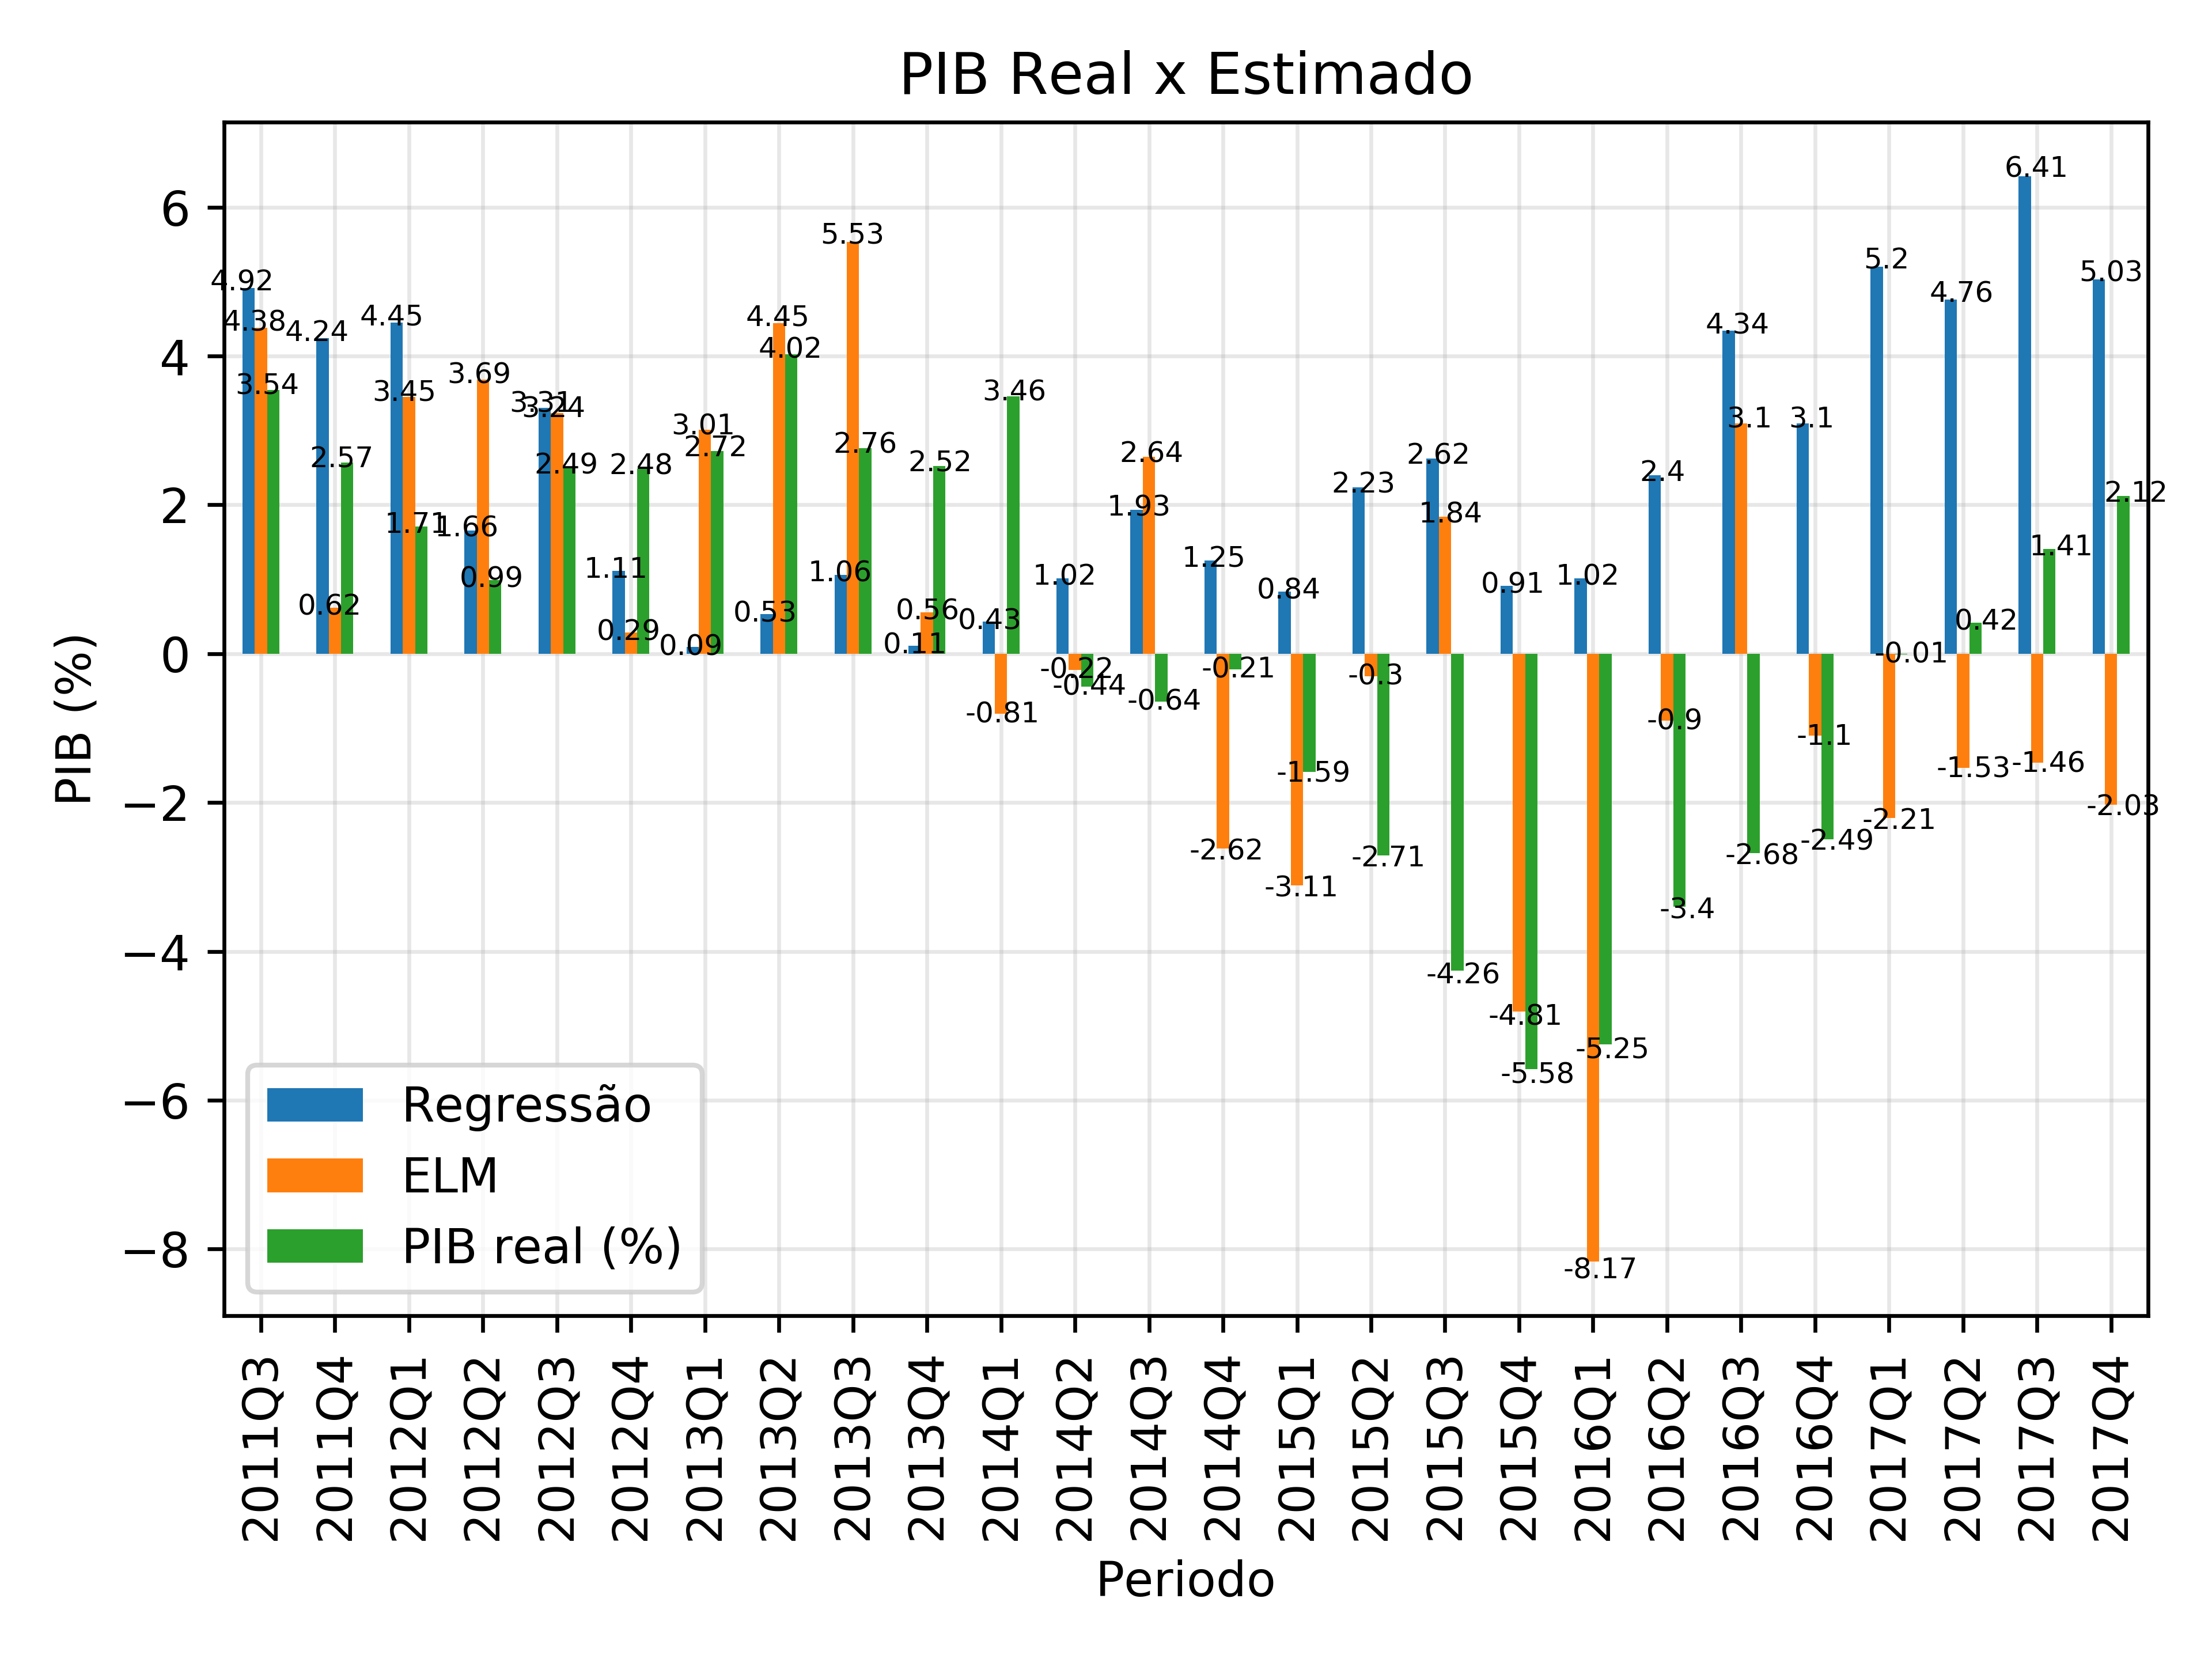 PIB Real x Estimado
PIB (%)
6
4
2
0
−2
−4
−6
−8
4.92
4.38
3.54
4.24
0.62
2.57
4.45
3.45
1.71
1.66
3.69
0.99
3.31
3.24
2.49
1.11
0.29
2.48
0.09
3.01
2.72
0.53
4.45
4.02
1.06
5.53
2.76
0.11
0.56
2.52
0.43
-0.81
3.46
1.02
-0.22
-0.44
1.93
2.64
-0.64
1.25
-2.62
-0.21
0.84
-3.11
-1.59
2.23
-0.3
-2.71
2.62
1.84
-4.26
0.91
-4.81
-5.58
1.02
-8.17
-5.25
2.4
-0.9
-3.4
4.34
3.1
-2.68
3.1
-1.1
-2.49
5.2
-2.21
-0.01
4.76
-1.53
0.42
6.41
-1.46
1.41
5.03
-2.03
2.12
Regressão
ELM
PIB real (%)
2011Q3
2011Q4
2012Q1
2012Q2
2012Q3
2012Q4
2013Q1
2013Q2
2013Q3
2013Q4
2014Q1
2014Q2
2014Q3
2014Q4
2015Q1
2015Q2
2015Q3
2015Q4
2016Q1
2016Q2
2016Q3
2016Q4
2017Q1
2017Q2
2017Q3
2017Q4
Periodo